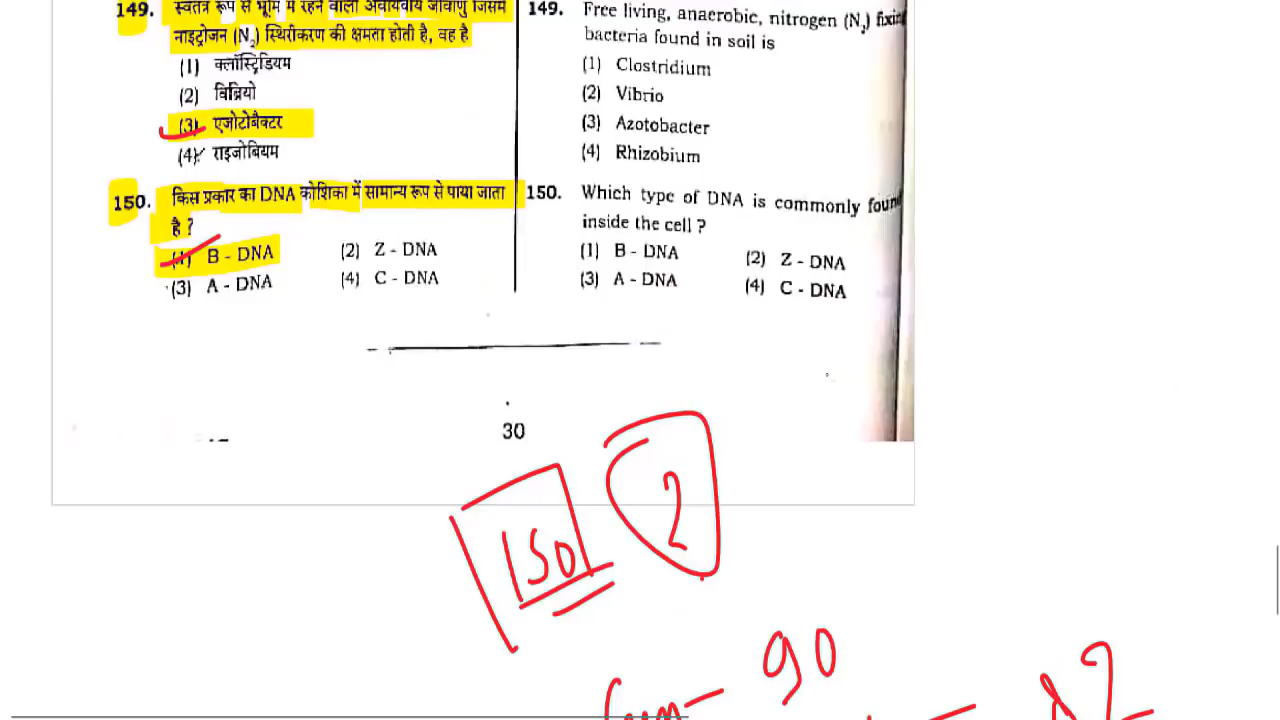 149. स्वतंत्र रूप से भूमि में रहने वाला अवायवीय जीवाणु जिसमें
नाइट्रोजन (N₂) स्थिरीकरण की क्षमता होती है, वह है
(1) क्लॉस्ट्रिडियम
(2) विब्रियो
(3) एजोटोबैक्टर
(4) राइजोबियम
150. किस प्रकार का DNA कोशिका में सामान्य रूप से पाया जाता
है ?
(1) B - DNA (2) Z - DNA
(3) A - DNA (4) C - DNA
149. Free living, anaerobic, nitrogen (N₂) fixing
bacteria found in soil is
(1) Clostridium
(2) Vibrio
(3) Azotobacter
(4) Rhizobium
150. Which type of DNA is commonly found
inside the cell ?
(1) B - DNA (2) Z - DNA
(3) A - DNA (4) C - DNA
30
150 2
90